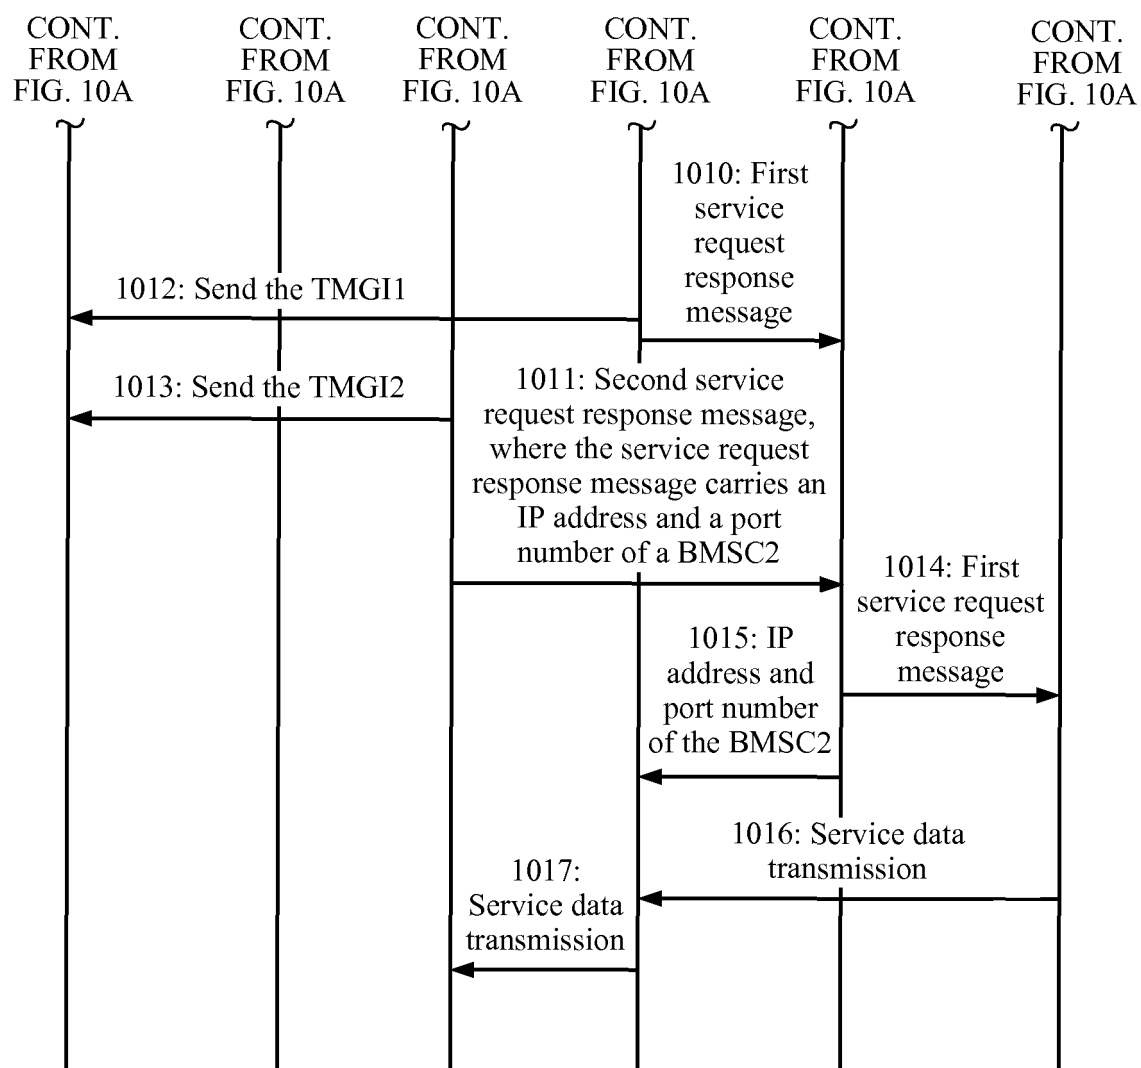 CONT.
FROM
FIG. 10A
CONT.
FROM
FIG. 10A
CONT.
FROM
FIG. 10A
CONT.
FROM
FIG. 10A
CONT.
FROM
FIG. 10A
CONT.
FROM
FIG. 10A
1010: First
service
request
response
message
1012: Send the TMGI1
1013: Send the TMGI2
1011: Second service
request response message,
where the service request
response message carries an
IP address and a port
number of a BMSC2
1014: First
service request
response
message
1015: IP
address and
port number
of the BMSC2
1016: Service data
transmission
1017:
Service data
transmission